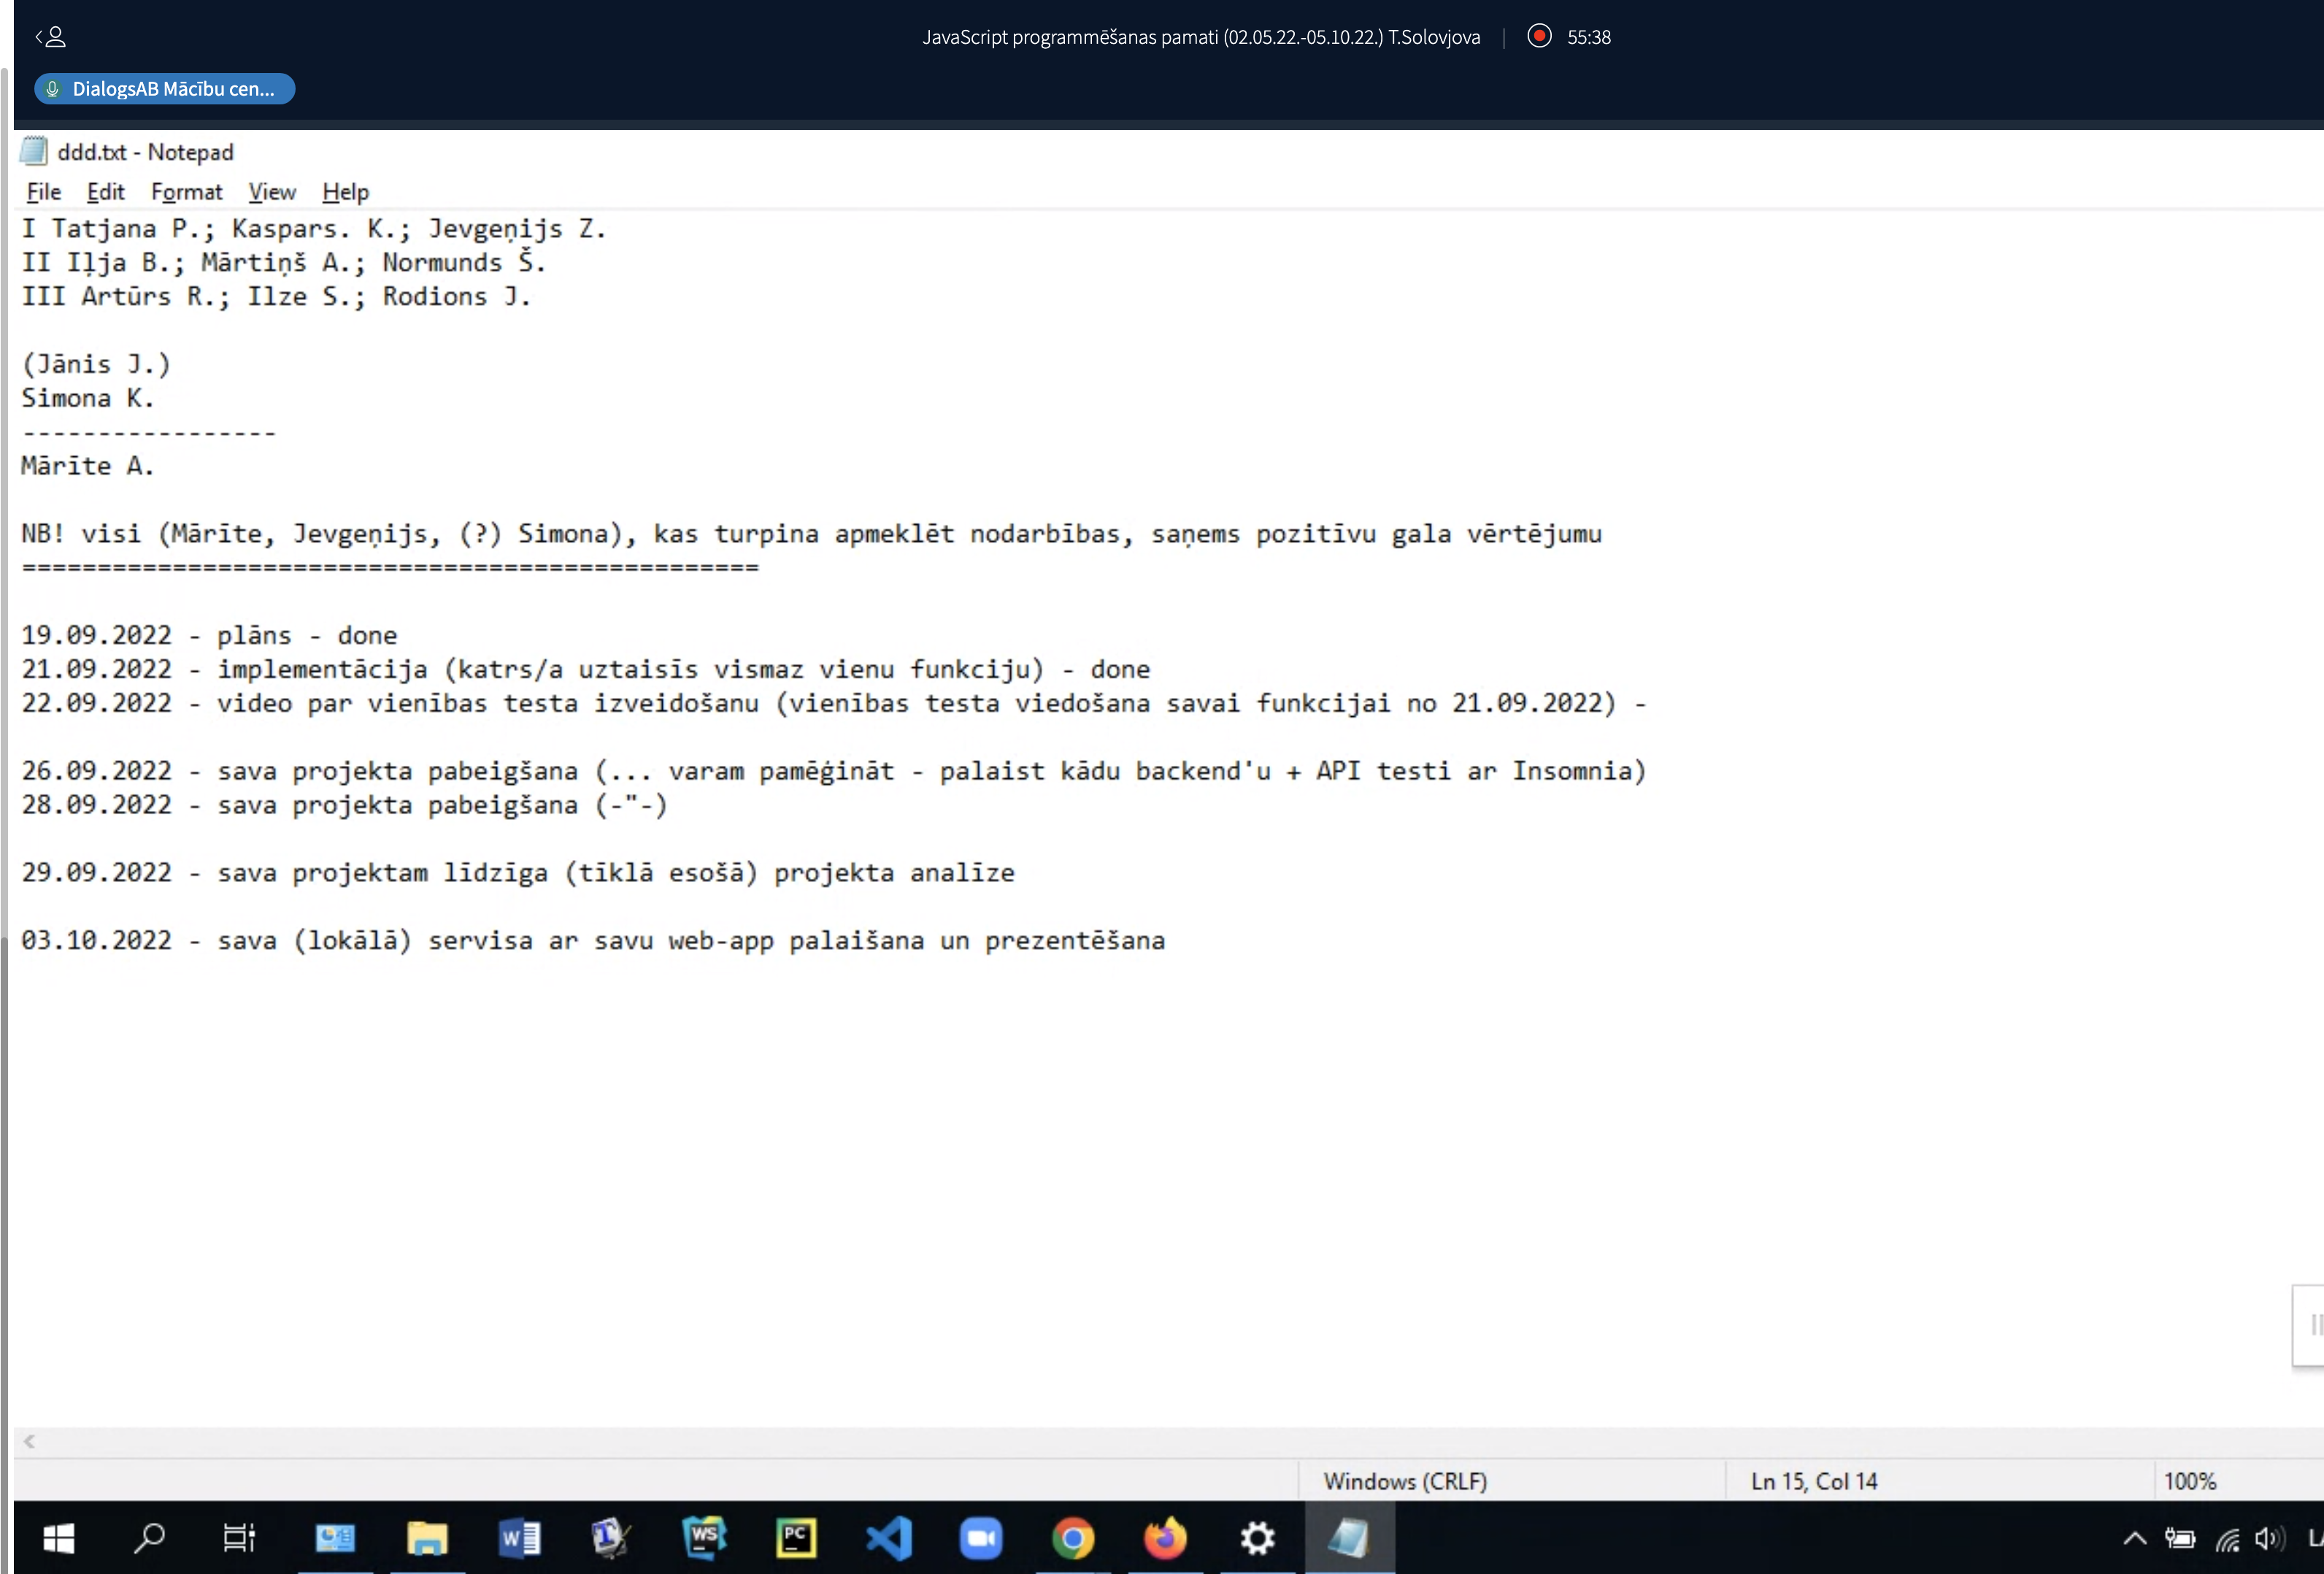 JavaScript programmēšanas pamati (02.05.22.-05.10.22.) T.Solovjova | 55:38
DialogsAB Mācību cen...
ddd.txt - Notepad
File Edit Format View Help
I Tatjana P.; Kaspars. K.; Jevgeņijs Z.
II Iļja B.; Mārtiņš A.; Normunds Š.
III Artūrs R.; Ilze S.; Rodions J.
(Jānis J.)
Simona K.
-----------------
Mārīte A.
NB! visi (Mārīte, Jevgeņijs, (?) Simona), kas turpina apmeklēt nodarbības, saņems pozitīvu gala vērtējumu
=================================================
19.09.2022 - plāns - done
21.09.2022 - implementācija (katrs/a uztaisīs vismaz vienu funkciju) - done
22.09.2022 - video par vienības testa izveidošanu (vienības testa viedošana savai funkcijai no 21.09.2022) -
26.09.2022 - sava projekta pabeigšana (... varam pamēģināt - palaist kādu backend'u + API testi ar Insomnia)
28.09.2022 - sava projekta pabeigšana (-"-)
29.09.2022 - sava projektam līdzīga (tīklā esošā) projekta analīze
03.10.2022 - sava (lokālā) servisa ar savu web-app palaišana un prezentēšana
Windows (CRLF) Ln 15, Col 14 100%
W WS PC